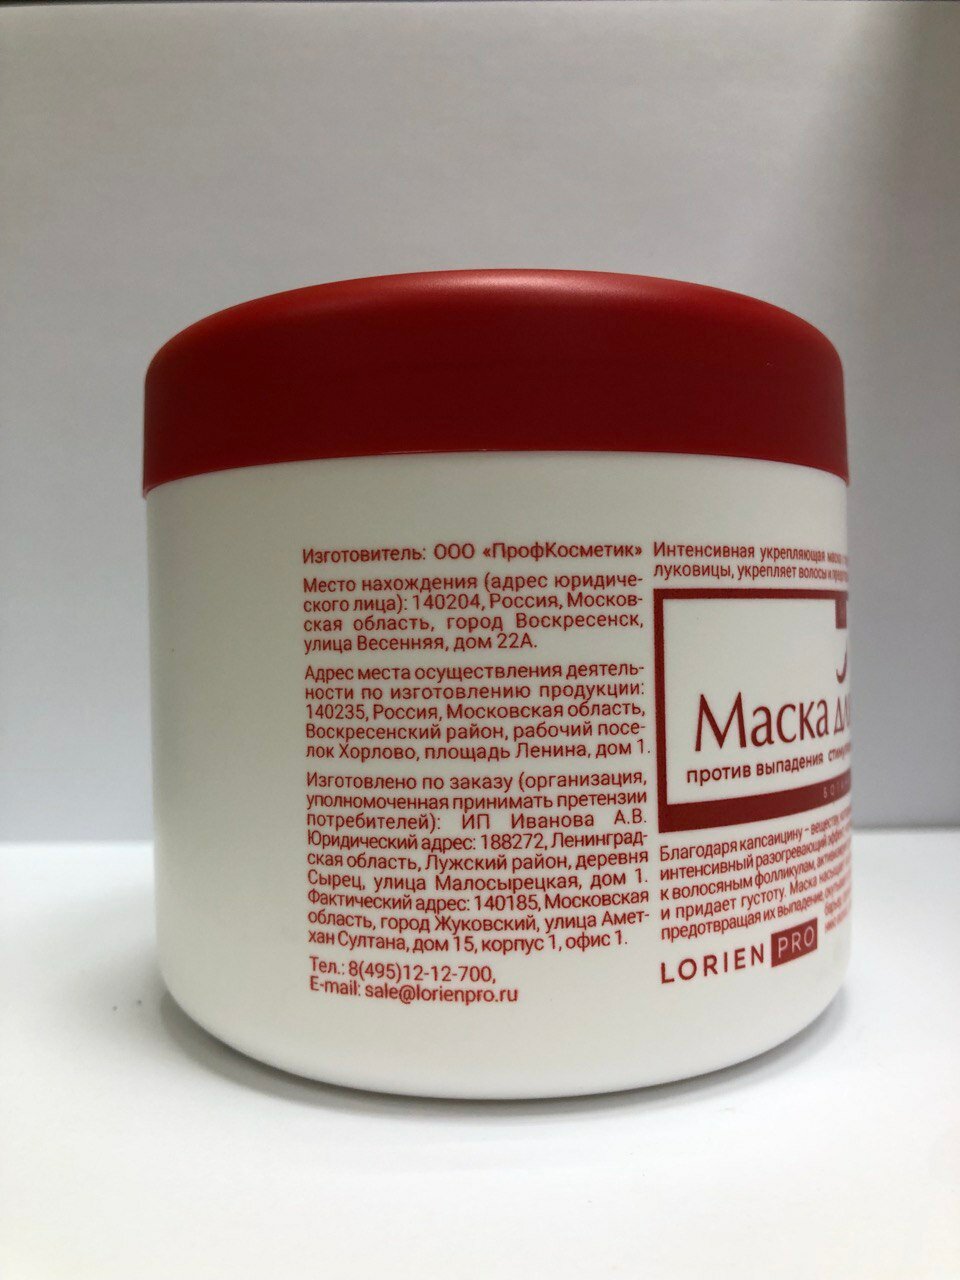 Изготовитель: ООО «ПрофКосметик»
Место нахождения (адрес юридиче-
ского лица): 140204, Россия, Москов-
ская область, город Воскресенск,
улица Весенняя, дом 22А.
Адрес места осуществления деятель-
ности по изготовлению продукции:
140235, Россия, Московская область,
Воскресенский район, рабочий посе-
лок Хорлово, площадь Ленина, дом 1.
Изготовлено по заказу (организация,
уполномоченная принимать претензии
потребителей): ИП Иванова А.В.
Юридический адрес: 188272, Ленинград-
ская область, Лужский район, деревня
Сырец, улица Малосырецкая, дом 1.
Фактический адрес: 140185, Московская
область, город Жуковский, улица Амет-
хан Султана, дом 15, корпус 1, офис 1.
Тел.: 8(495)12-12-700,
E-mail: sale@lorienpro.ru
Интенсивная укрепляющая маска
луковицы, укрепляет волосы и
Маска
против выпадения
Благодаря капсаицину – веществу,
интенсивный разогревающий эффект
к волосяным фолликулам,
и придает густоту. Маска
предотвращая их выпадение,
LORIEN PRO